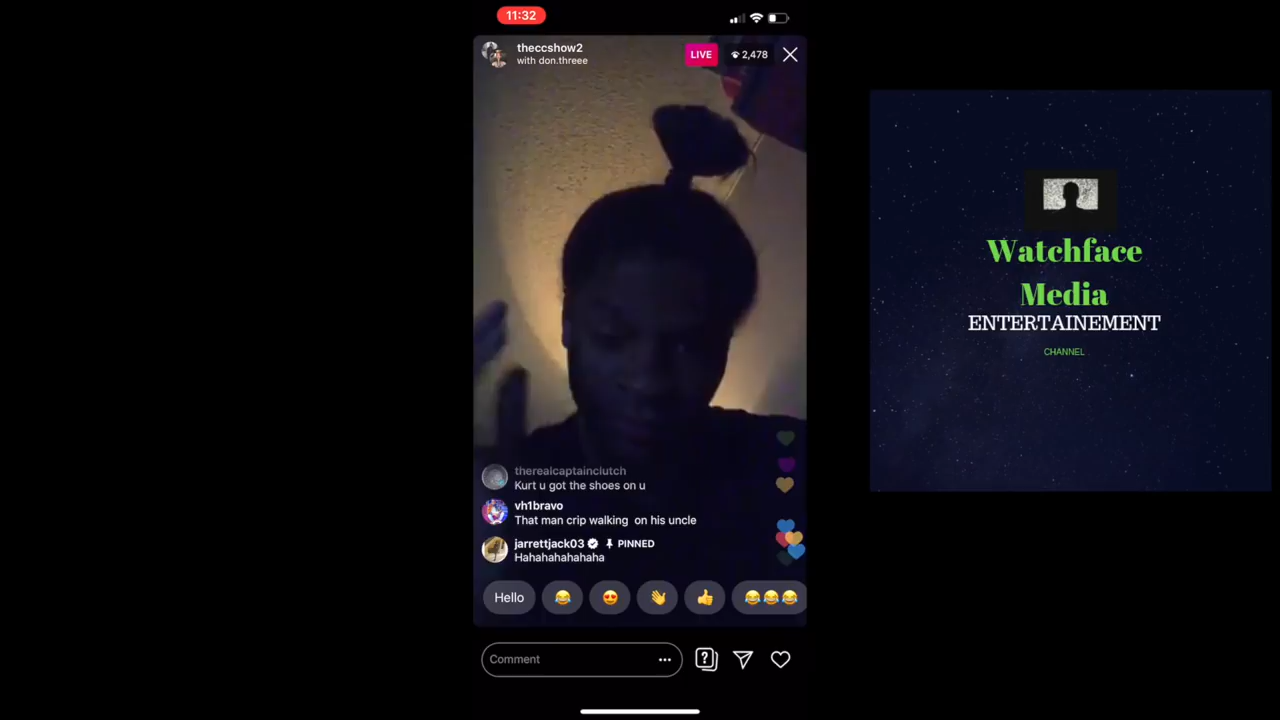 11:32
theccshow2
with don.threee
LIVE
2,478
therealcaptainclutch
Kurt u got the shoes on u
vh1bravo
That man crip walking on his uncle
jarrettjack03 PINNED
Hahahahahahaha
Hello
Comment
Watchface
Media
ENTERTAINEMENT
CHANNEL